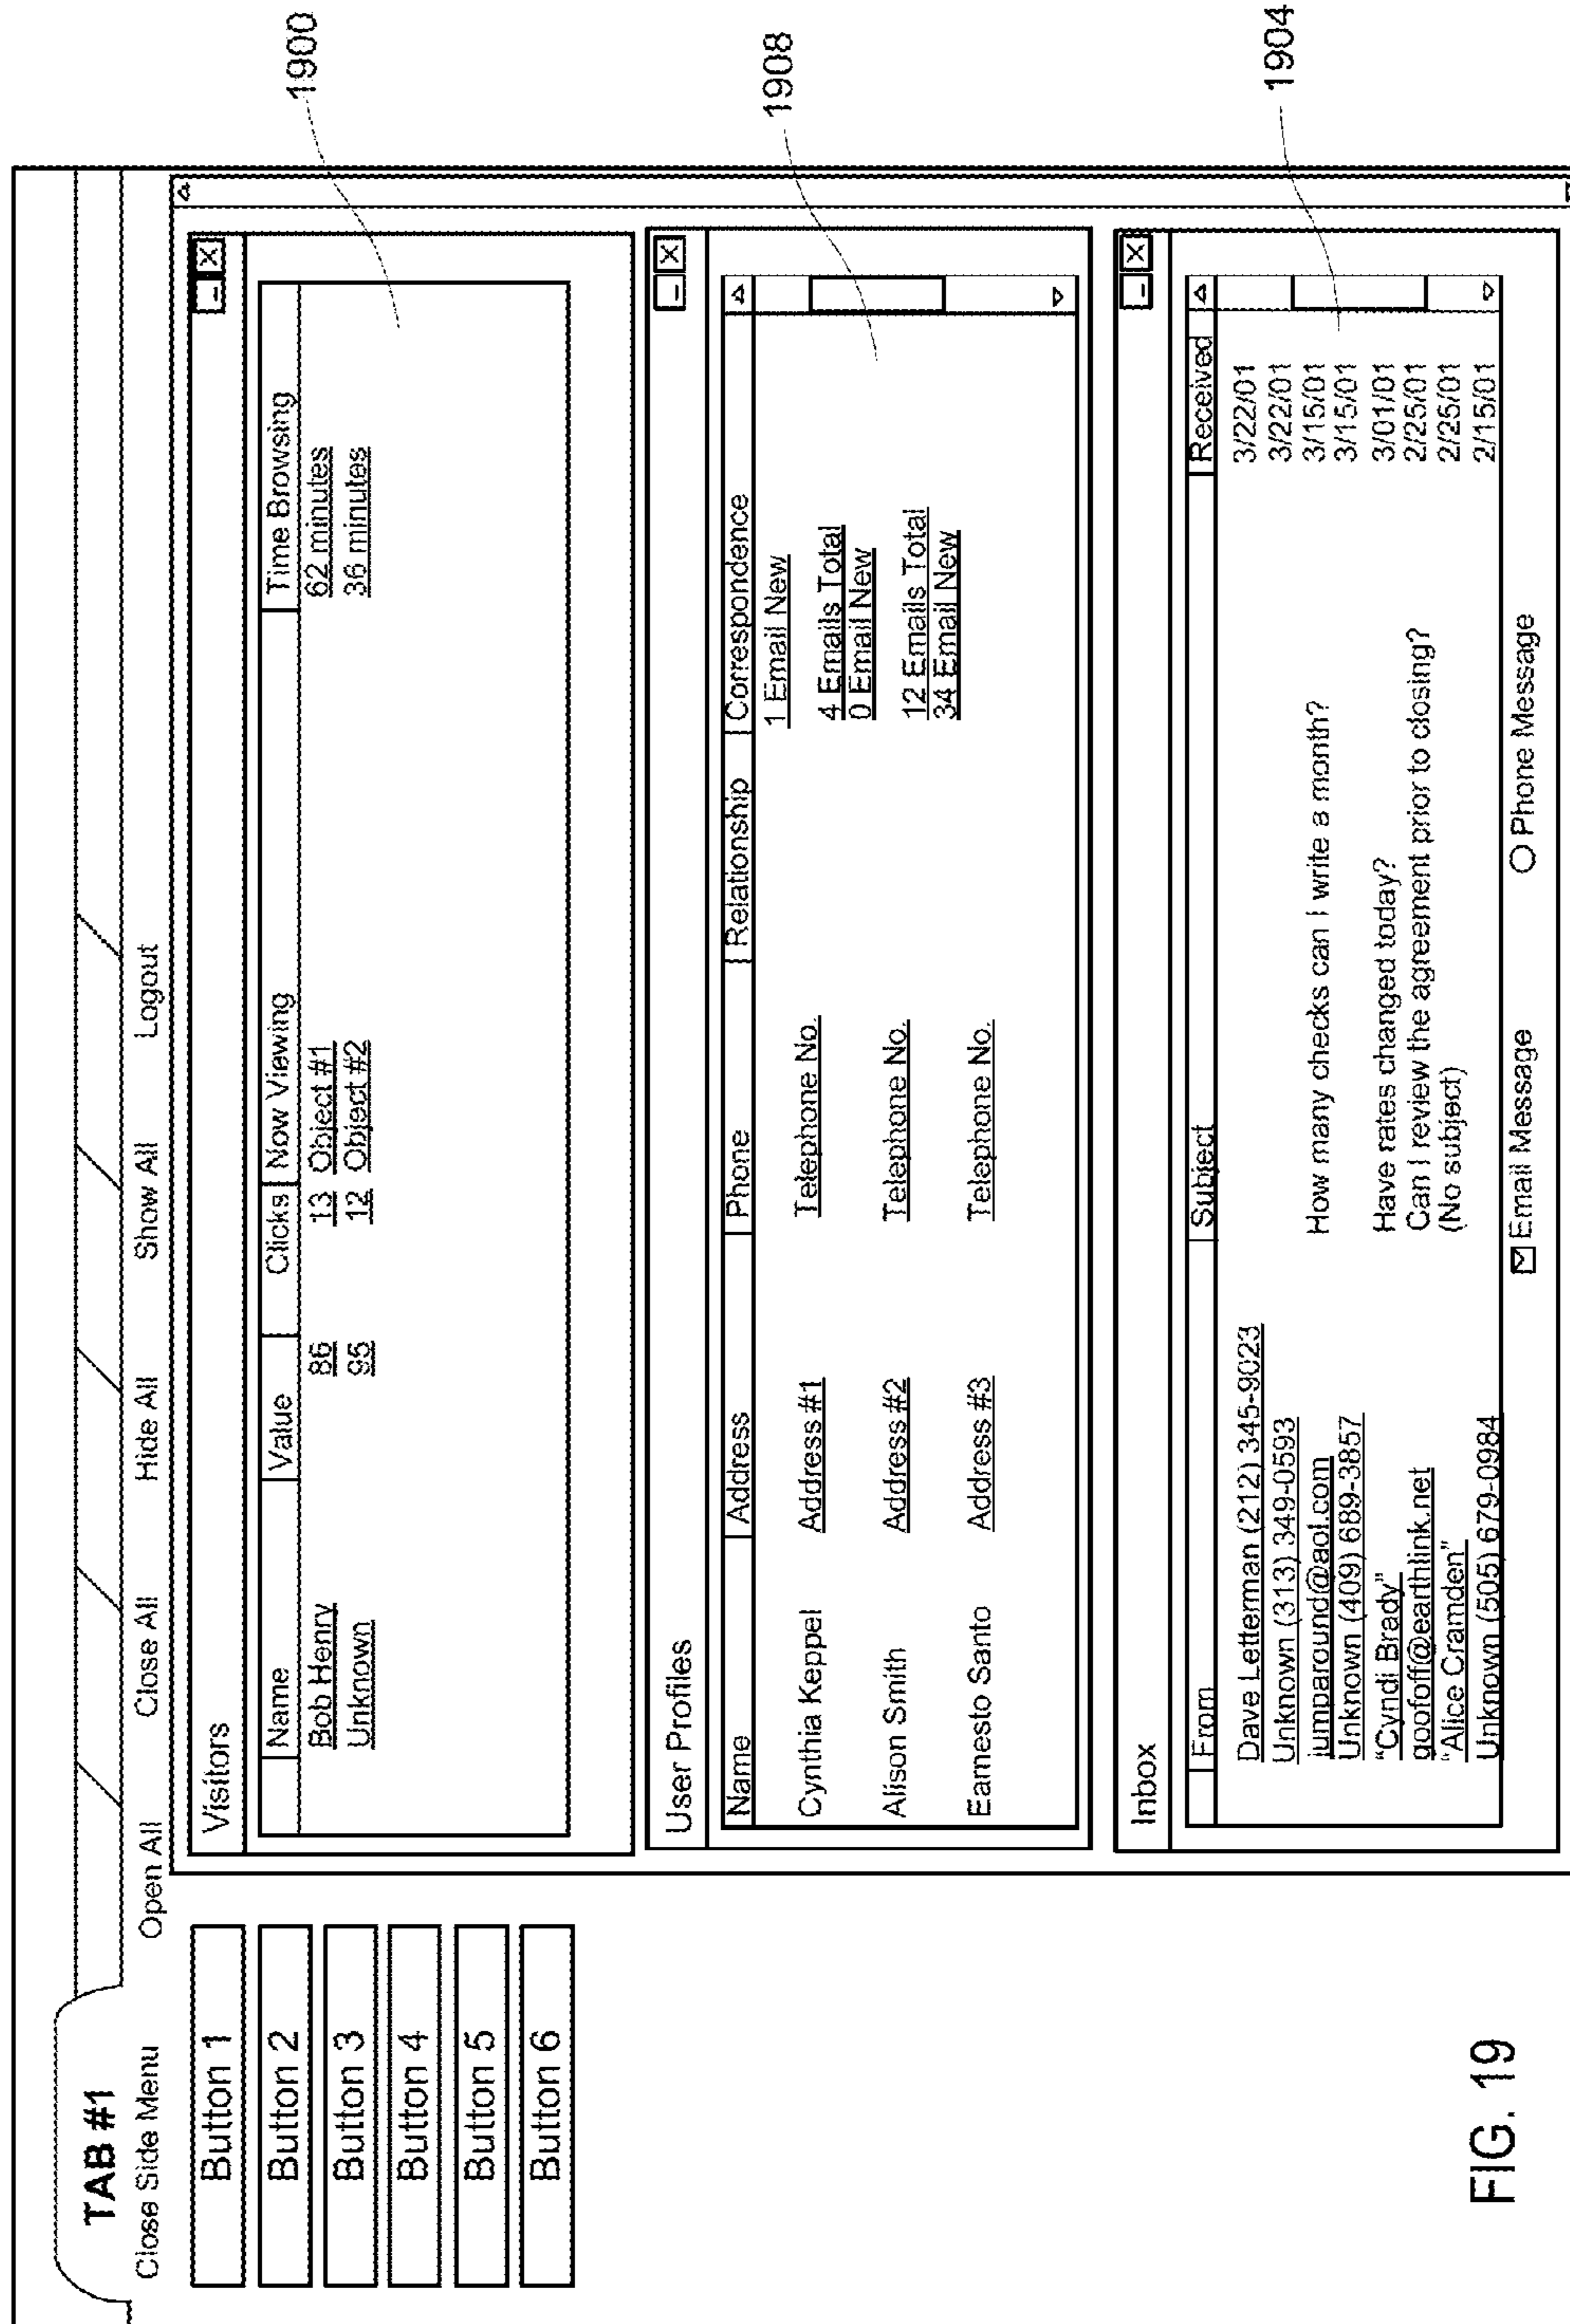 TAB #1
Close Side Menu Open All Close All Hide All Show All Logout
Button 1
Button 2
Button 3
Button 4
Button 5
Button 6
Visitors
Name Value Clicks Now Viewing Time Browsing
Bob Henry 86 13 Object #1 62 minutes
Unknown 95 12 Object #2 36 minutes
1900
User Profiles
Name Address Phone Relationship Correspondence
1 Email New
Cynthia Keppel Address #1 Telephone No.
4 Emails Total
0 Email New
Alison Smith Address #2 Telephone No.
12 Emails Total
34 Email New
Earnesto Santo Address #3 Telephone No.
1908
Inbox
From Subject Received
Dave Letterman (212) 345-9023 3/22/01
Unknown (313) 349-0593 3/22/01
jumparound@aol.com How many checks can I write a month? 3/15/01
Unknown (409) 689-3857 3/15/01
"Cyndi Brady" Have rates changed today? 3/01/01
goofoff@earthlink.net Can I review the agreement prior to closing? 2/25/01
"Alice Cramden" (No subject) 2/25/01
Unknown (505) 679-0984 2/15/01
Email Message Phone Message
1904
FIG. 19